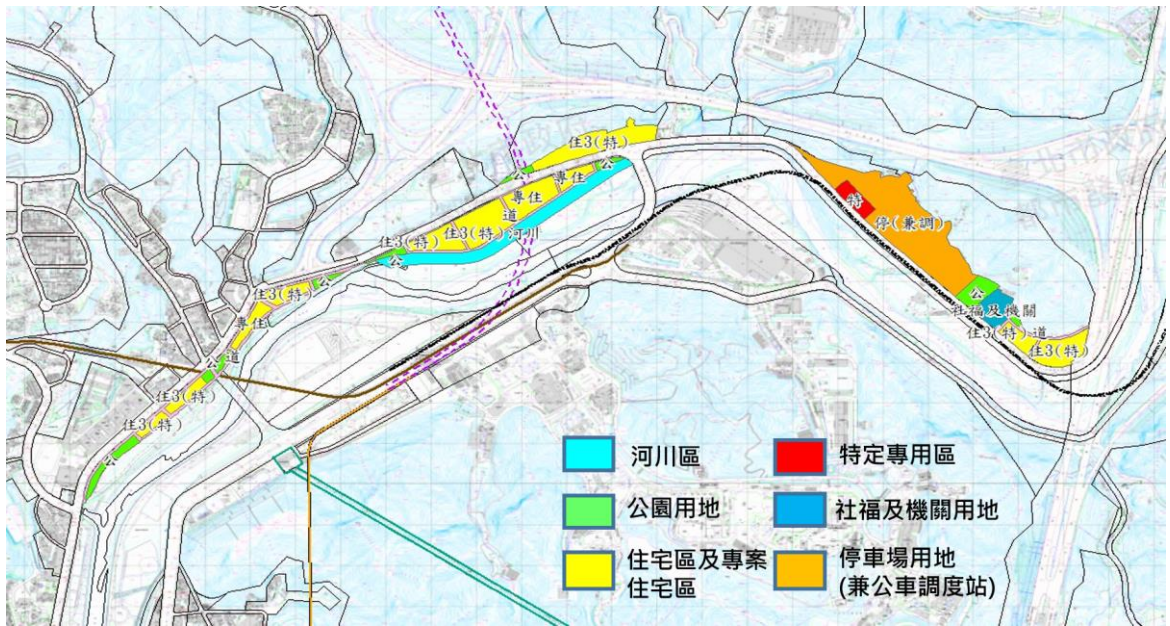 住3(特)
公
公
專住
專住
道
住3(特)
河川
住3(特)
公
公
住3(特)
專住
道
公
住3(特)
住3(特)
公
特
停(兼調)
公
社福及機關
住3(特)
道
住3(特)
河川區
特定專用區
公園用地
社福及機關用地
住宅區及專案
住宅區
停車場用地
(兼公車調度站)